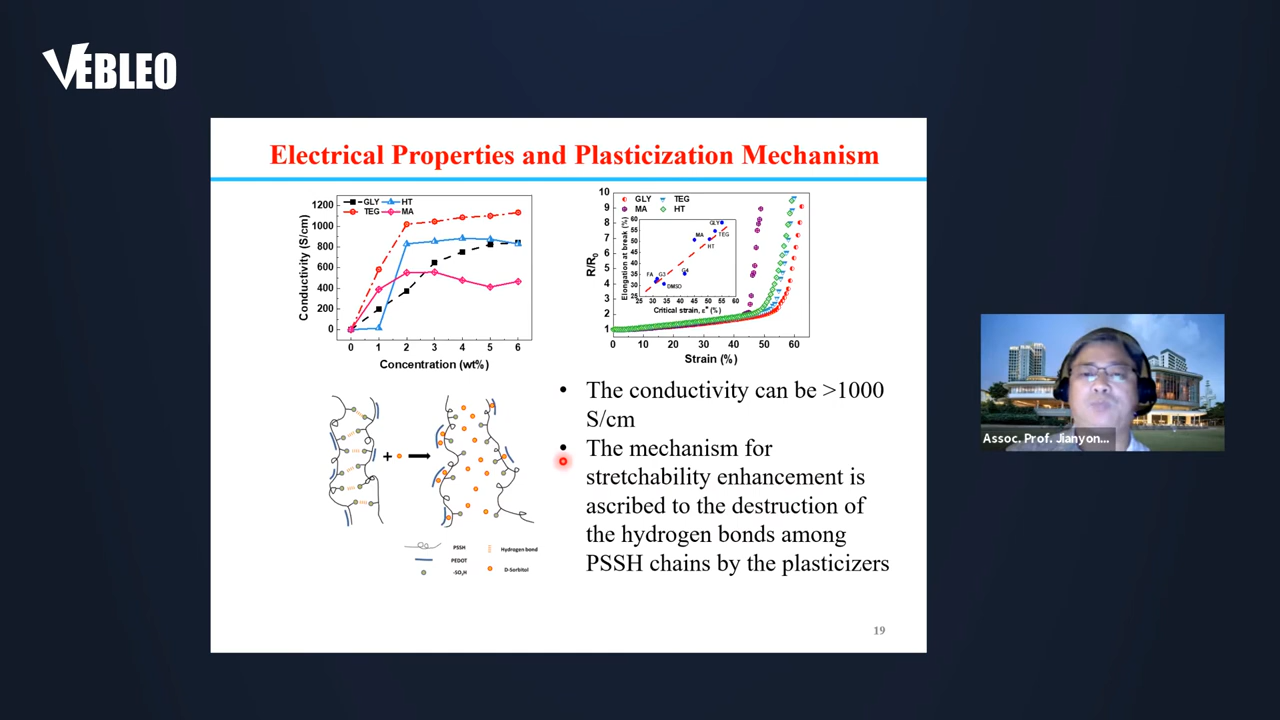 VEBLEO
Electrical Properties and Plasticization Mechanism
1200
1000
800
600
400
200
0
GLY HT
TEG MA
Conductivity (S/cm)
0 1 2 3 4 5 6
Concentration (wt%)
10
9
8
7
6
5
4
3
2
1
GLY TEG
MA HT
R/R0
60
55
50
45
40
35
30
25
Elongation at break (%)
GLY
MA TEG
HT
FA G3 G4
DMSO
25 30 35 40 45 50 55 60
Critical strain, ε* (%)
0 10 20 30 40 50 60
Strain (%)
• The conductivity can be >1000
S/cm
• The mechanism for
stretchability enhancement is
ascribed to the destruction of
the hydrogen bonds among
PSSH chains by the plasticizers
+
PSSH Hydrogen bond
PEDOT
-SO3H D-Sorbitol
19
Assoc. Prof. Jianyon...